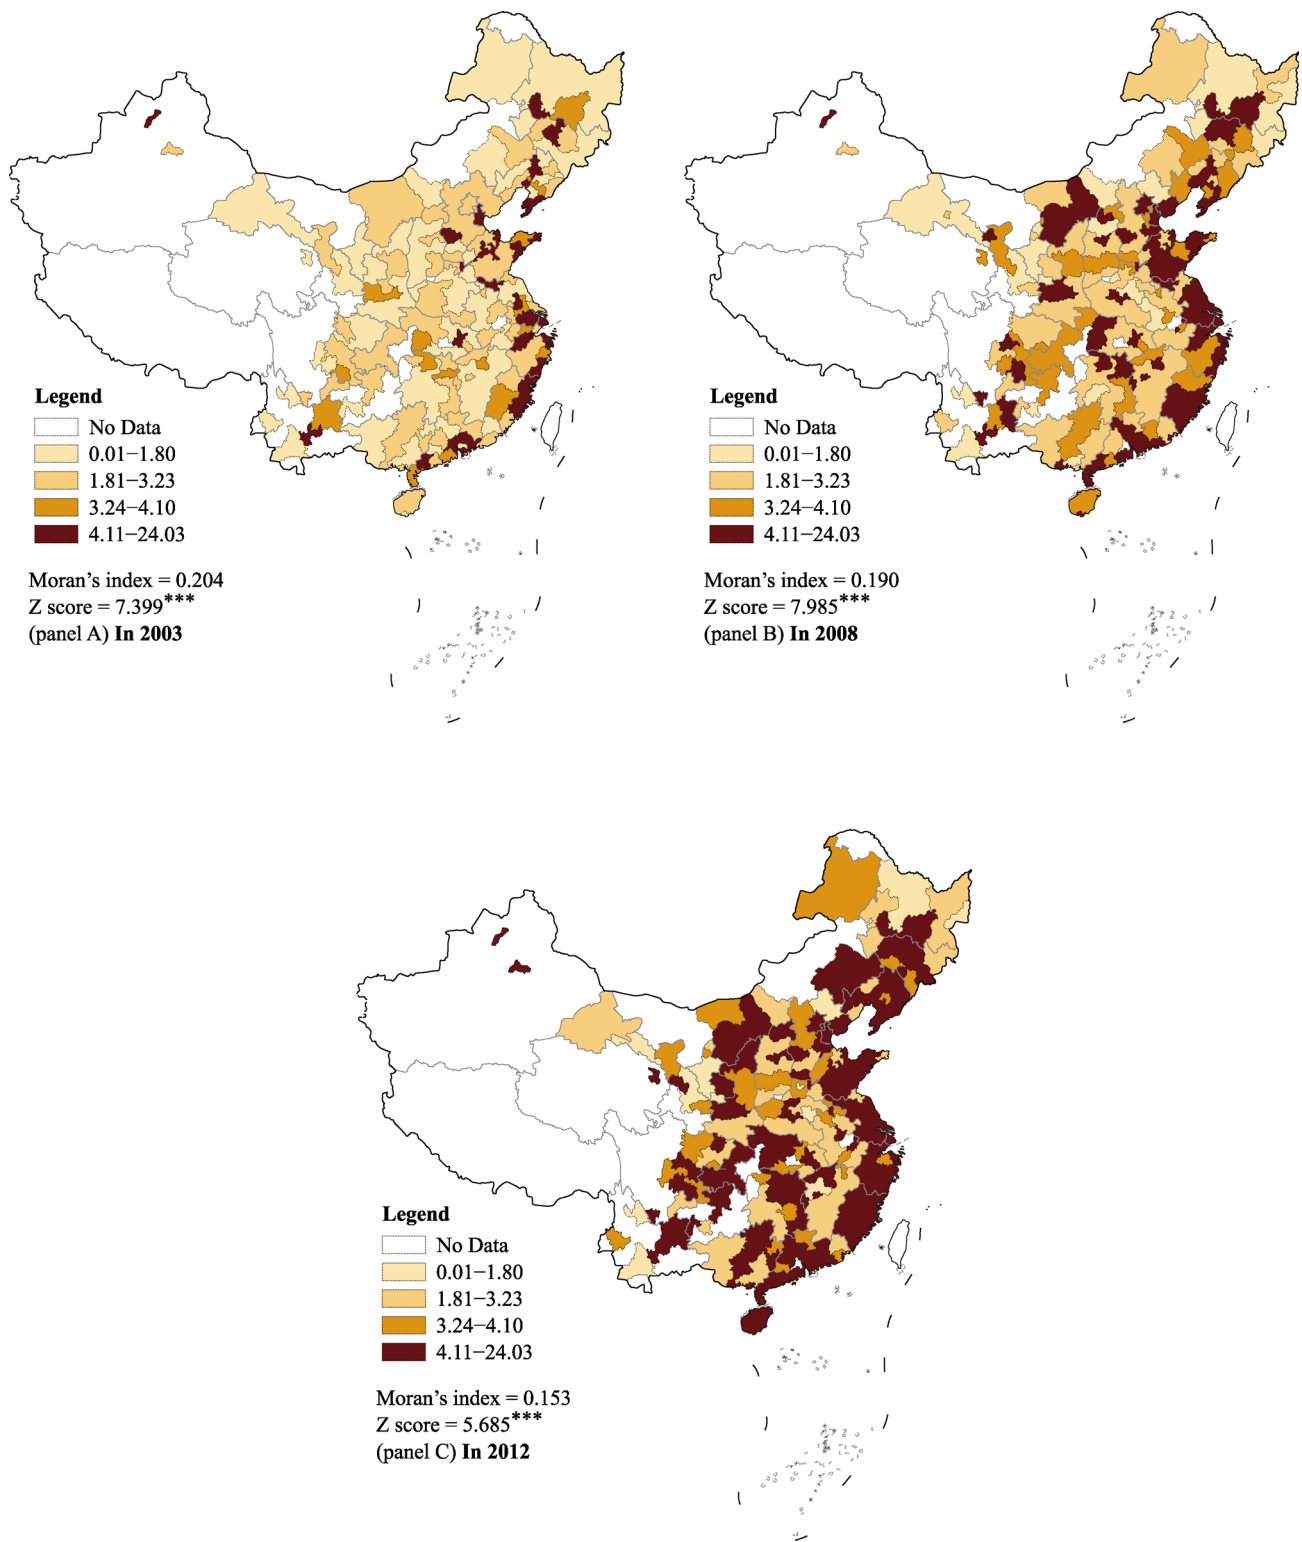 Legend
No Data
0.01–1.80
1.81–3.23
3.24–4.10
4.11–24.03
Moran’s index = 0.204
Z score = 7.399***
(panel A) In 2003
Legend
No Data
0.01–1.80
1.81–3.23
3.24–4.10
4.11–24.03
Moran’s index = 0.190
Z score = 7.985***
(panel B) In 2008
Legend
No Data
0.01–1.80
1.81–3.23
3.24–4.10
4.11–24.03
Moran’s index = 0.153
Z score = 5.685***
(panel C) In 2012